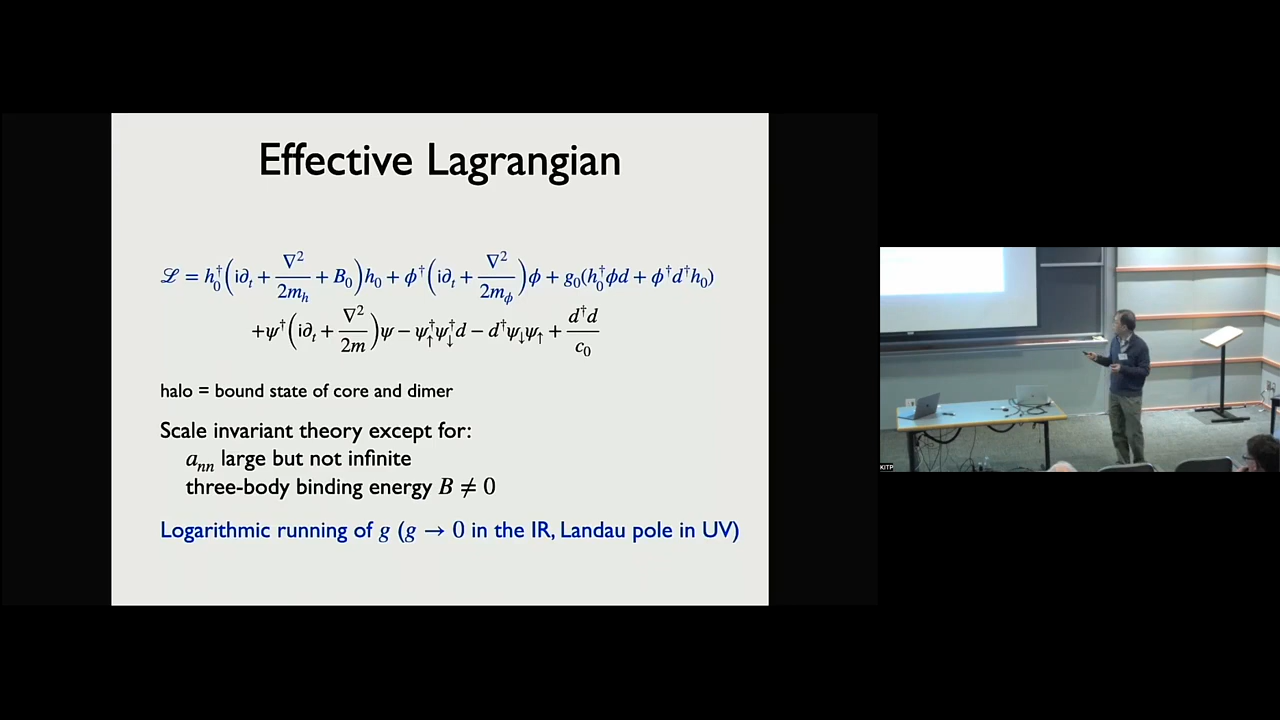 Effective Lagrangian
ℒ = h₀†(i∂ₜ + ∇²/2mₕ + B₀)h₀ + ϕ†(i∂ₜ + ∇²/2m_ϕ)ϕ + g₀(h₀†ϕd + ϕ†d†h₀)
+ψ†(i∂ₜ + ∇²/2m)ψ − ψ↑†ψ↓†d − d†ψ↓ψ↑ + d†d/c₀
halo = bound state of core and dimer
Scale invariant theory except for:
aₙₙ large but not infinite
three-body binding energy B ≠ 0
Logarithmic running of g (g → 0 in the IR, Landau pole in UV)
KITP